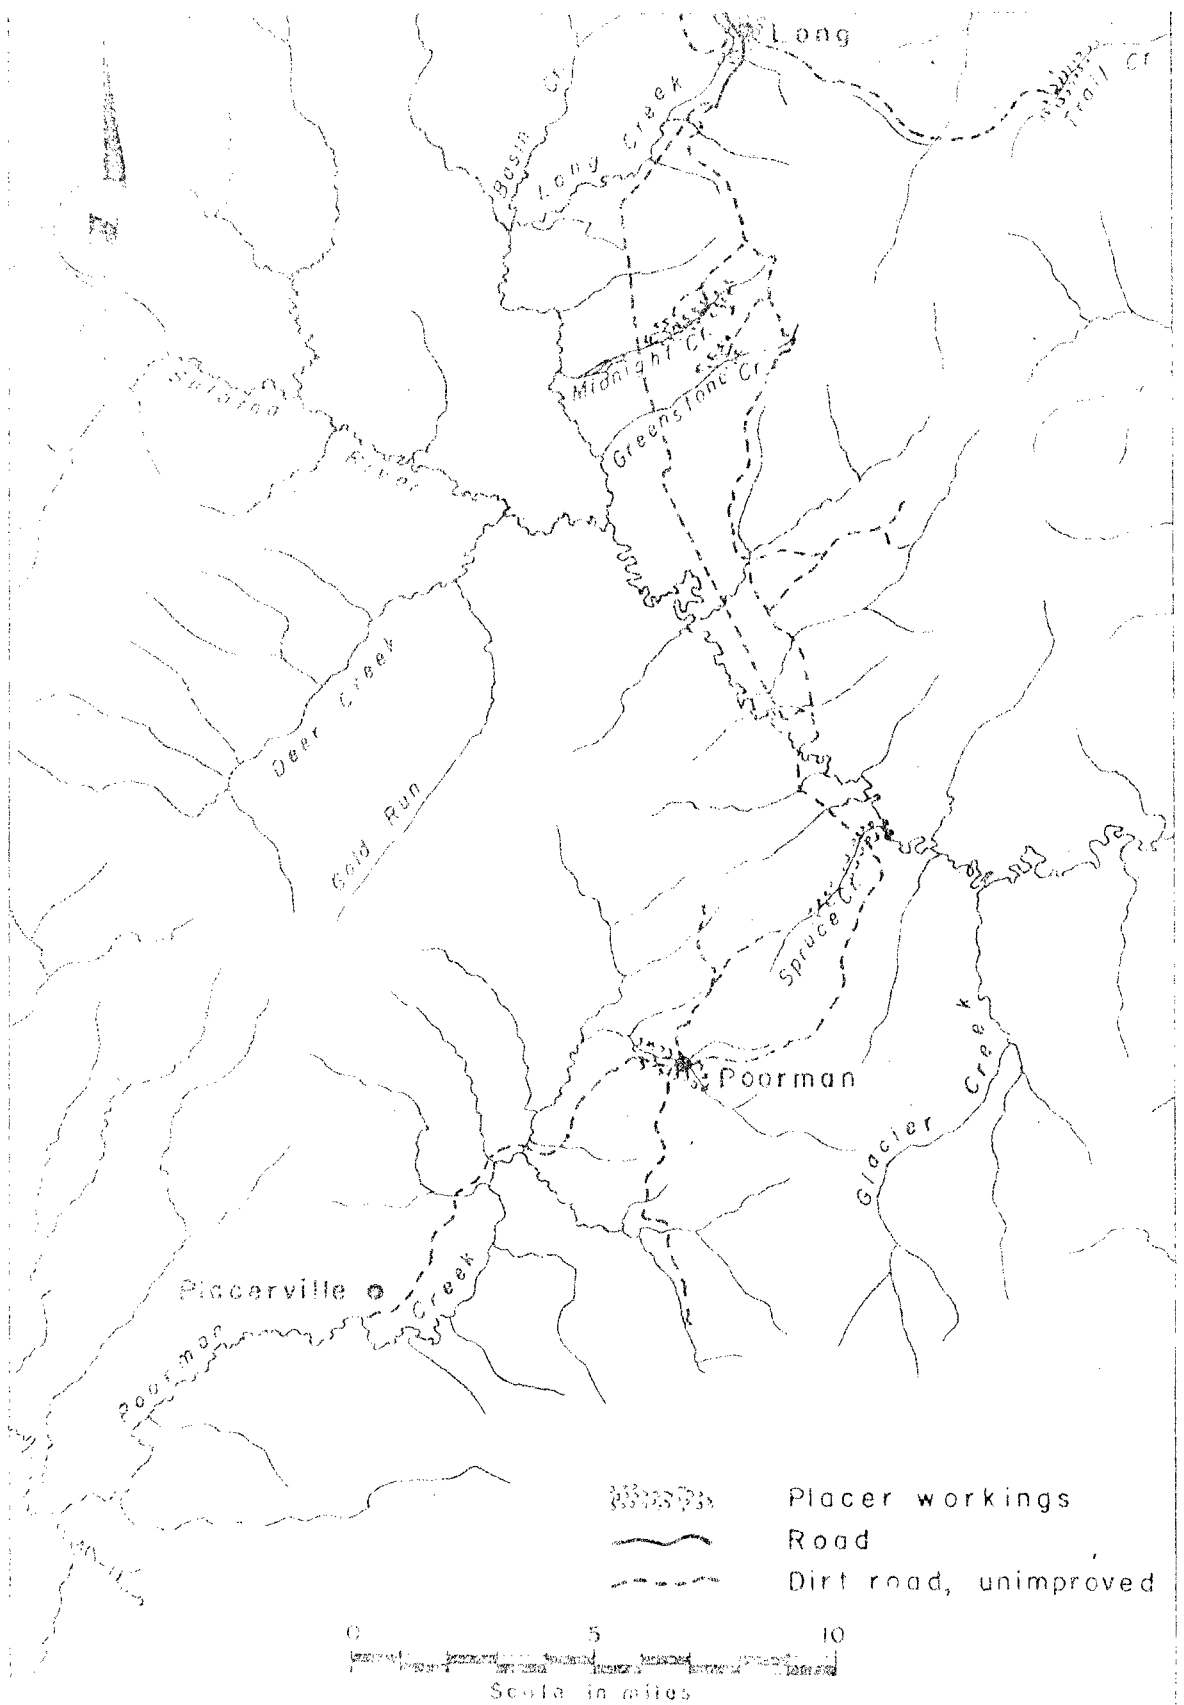 Long
Trail Cr
Basin Cr.
Long Creek
Midnight Cr.
Greenstone Cr.
River
Deer Creek
Gold Run
Spruce Cr.
Poorman
Glacier Creek
Placerville
Poorman Creek
Placer workings
Road
Dirt road, unimproved
0 5 10
Scale in miles